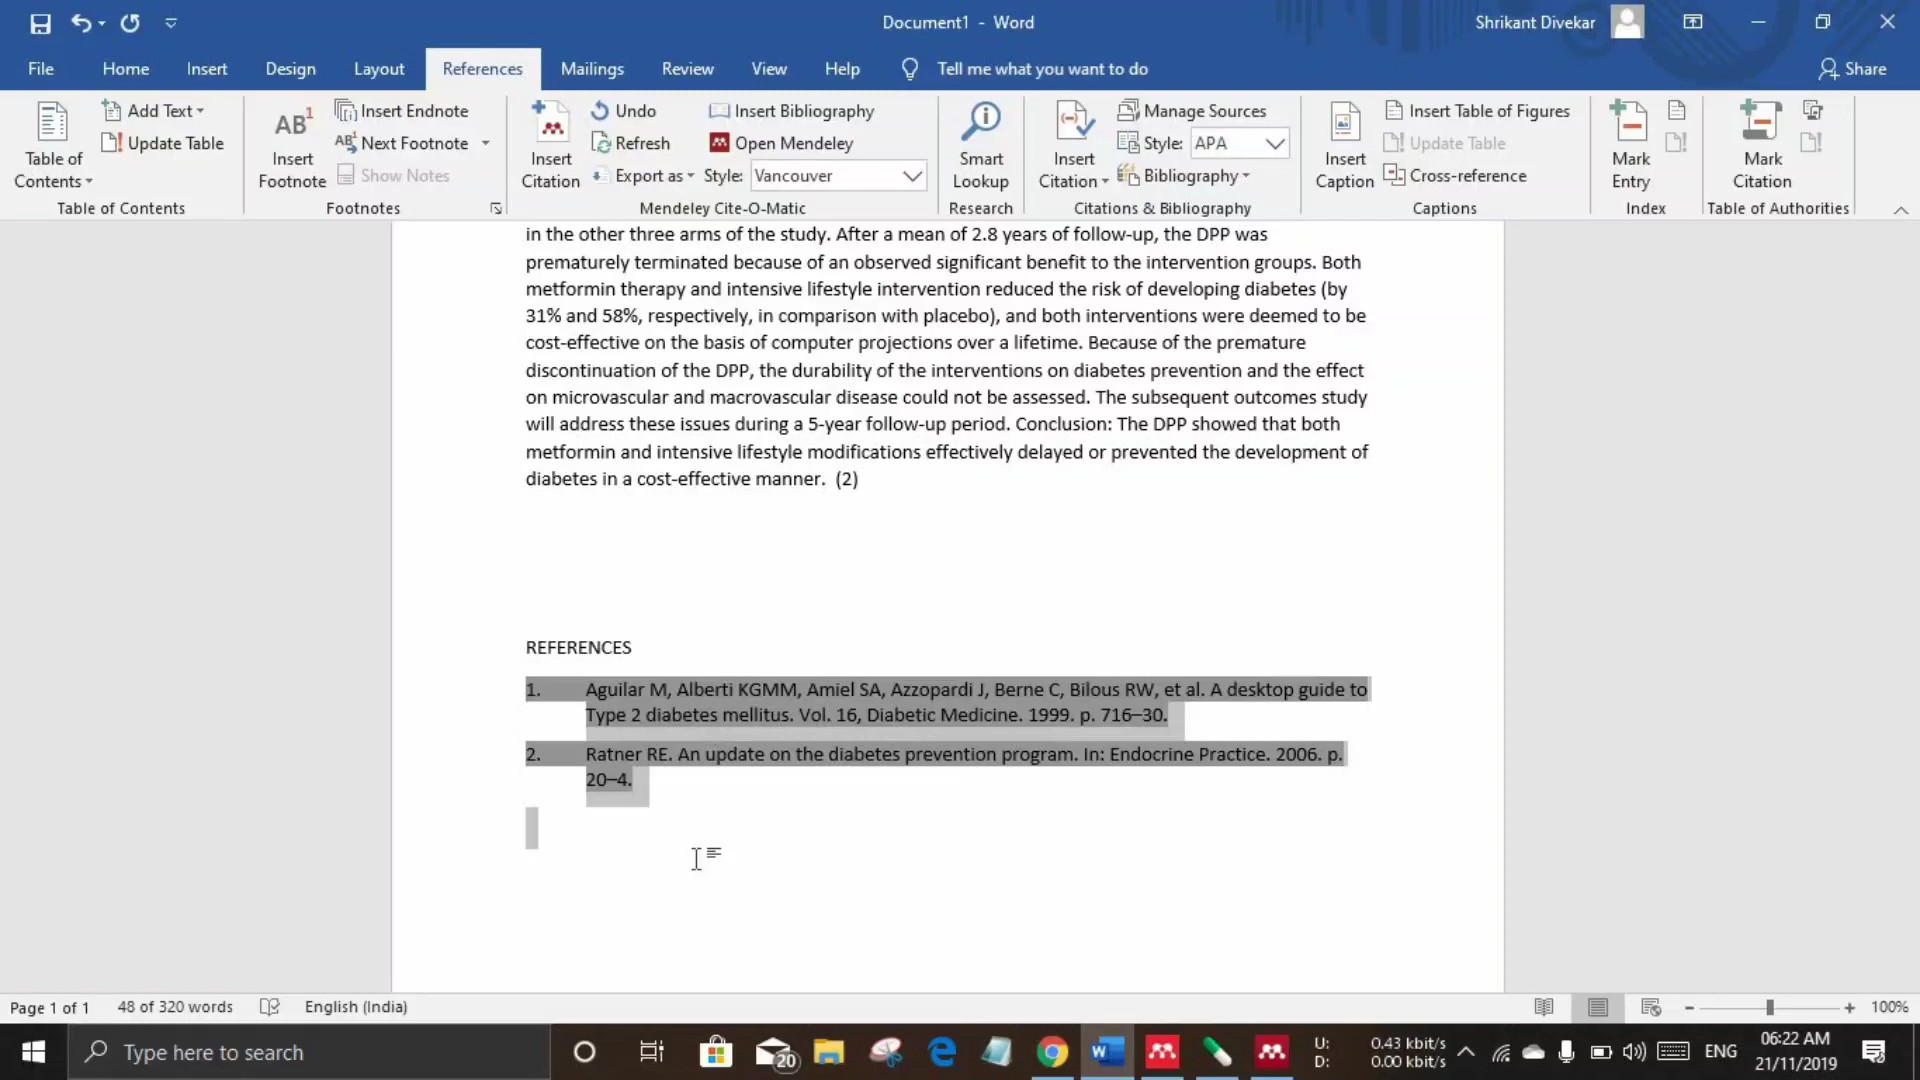 Document1 - Word
Shrikant Divekar
File Home Insert Design Layout References Mailings Review View Help Tell me what you want to do Share
Table of Contents
Add Text
Update Table
Table of Contents
AB1 Insert Footnote
Insert Endnote
AB1 Next Footnote
Show Notes
Footnotes
Insert Citation
Undo
Refresh
Export as
Insert Bibliography
Open Mendeley
Style: Vancouver
Mendeley Cite-O-Matic
Smart Lookup
Research
Insert Citation
Manage Sources
Style: APA
Bibliography
Citations & Bibliography
Insert Caption
Insert Table of Figures
Update Table
Cross-reference
Captions
Mark Entry
Index
Mark Citation
Table of Authorities
in the other three arms of the study. After a mean of 2.8 years of follow-up, the DPP was
prematurely terminated because of an observed significant benefit to the intervention groups. Both
metformin therapy and intensive lifestyle intervention reduced the risk of developing diabetes (by
31% and 58%, respectively, in comparison with placebo), and both interventions were deemed to be
cost-effective on the basis of computer projections over a lifetime. Because of the premature
discontinuation of the DPP, the durability of the interventions on diabetes prevention and the effect
on microvascular and macrovascular disease could not be assessed. The subsequent outcomes study
will address these issues during a 5-year follow-up period. Conclusion: The DPP showed that both
metformin and intensive lifestyle modifications effectively delayed or prevented the development of
diabetes in a cost-effective manner. (2)
REFERENCES
1. Aguilar M, Alberti KGMM, Amiel SA, Azzopardi J, Berne C, Bilous RW, et al. A desktop guide to
Type 2 diabetes mellitus. Vol. 16, Diabetic Medicine. 1999. p. 716–30.
2. Ratner RE. An update on the diabetes prevention program. In: Endocrine Practice. 2006. p.
20–4.
Page 1 of 1 48 of 320 words English (India) 100%
Type here to search
20
U: 0.43 kbit/s
D: 0.00 kbit/s
ENG
06:22 AM
21/11/2019